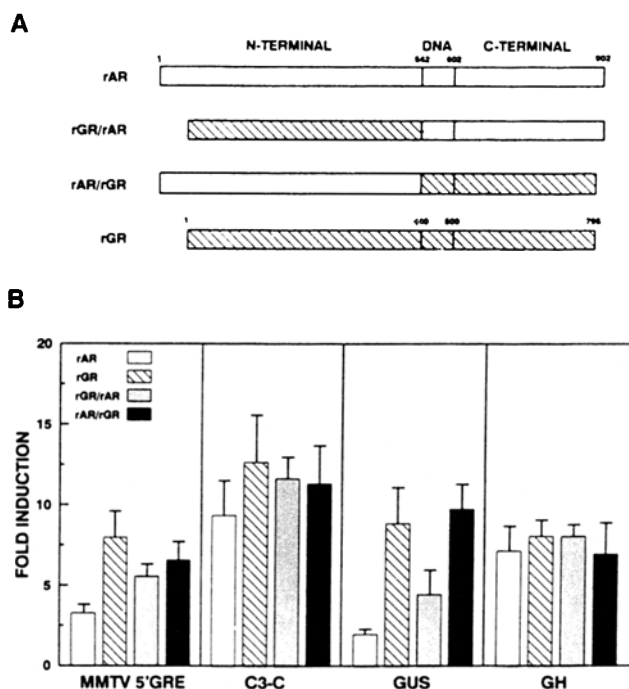 A
N-TERMINAL DNA C-TERMINAL
1 542 602 902
rAR
rGR/rAR
rAR/rGR
1 440 500 795
rGR
B
20
15
10
5
0
FOLD INDUCTION
rAR
rGR
rGR/rAR
rAR/rGR
MMTV 5'GRE C3-C GUS GH